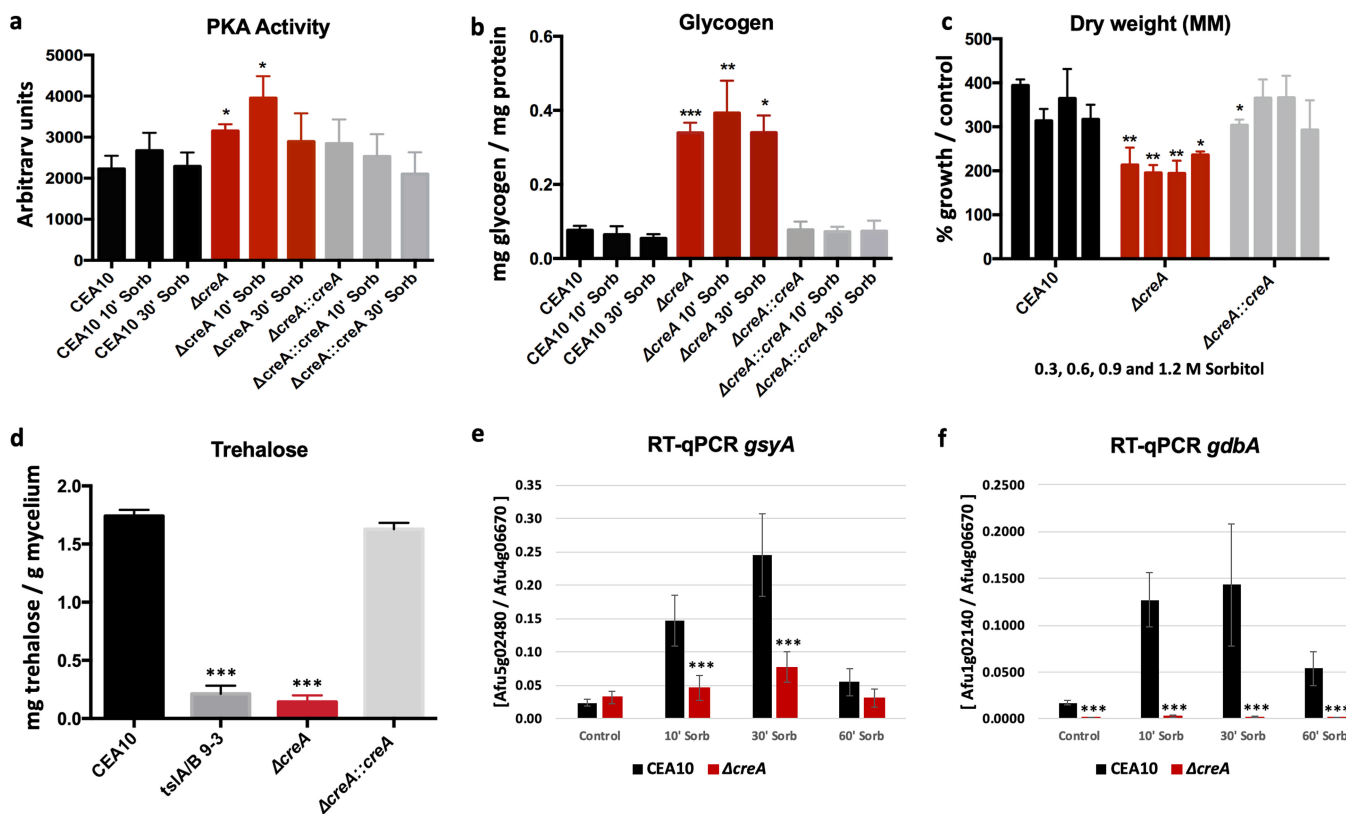 a
PKA Activity
Arbitrary units
5000
4000
3000
2000
1000
0
*
*
CEA10
CEA10 10' Sorb
CEA10 30' Sorb
ΔcreA
ΔcreA 10' Sorb
ΔcreA 30' Sorb
ΔcreA::creA
ΔcreA::creA 10' Sorb
ΔcreA::creA 30' Sorb
b
Glycogen
mg glycogen / mg protein
0.6
0.4
0.2
0.0
***
**
*
CEA10
CEA10 10' Sorb
CEA10 30' Sorb
ΔcreA
ΔcreA 10' Sorb
ΔcreA 30' Sorb
ΔcreA::creA
ΔcreA::creA 10' Sorb
ΔcreA::creA 30' Sorb
c
Dry weight (MM)
% growth / control
500
400
300
200
100
0
**
**
**
*
*
CEA10
ΔcreA
ΔcreA::creA
0.3, 0.6, 0.9 and 1.2 M Sorbitol
d
Trehalose
mg trehalose / g mycelium
2.0
1.5
1.0
0.5
0.0
***
***
CEA10
tslA/B 9-3
ΔcreA
ΔcreA::creA
e
RT-qPCR gsyA
[Afu5g02480 / Afu4g06670 ]
0.35
0.30
0.25
0.20
0.15
0.10
0.05
0.00
***
***
Control
10' Sorb
30' Sorb
60' Sorb
CEA10
ΔcreA
f
RT-qPCR gdbA
[Afu1g02140 / Afu4g06670 ]
0.2500
0.2000
0.1500
0.1000
0.0500
0.0000
***
***
***
***
Control
10' Sorb
30' Sorb
60' Sorb
CEA10
ΔcreA